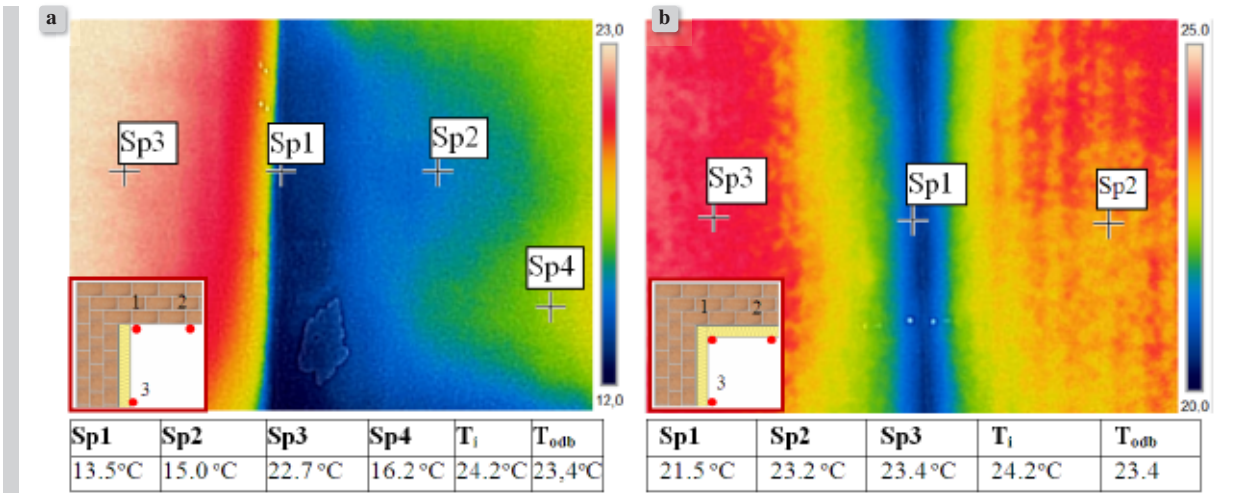 a
23,0
Sp3
Sp1
Sp2
Sp4
1 2
3
12,0
Sp1 Sp2 Sp3 Sp4 Ti Todb
13.5°C 15.0 °C 22.7 °C 16.2 °C 24.2°C 23,4°C
b
25.0
Sp3
Sp1
Sp2
1 2
3
20.0
Sp1 Sp2 Sp3 Ti Todb
21.5°C 23.2 °C 23.4 °C 24.2°C 23.4